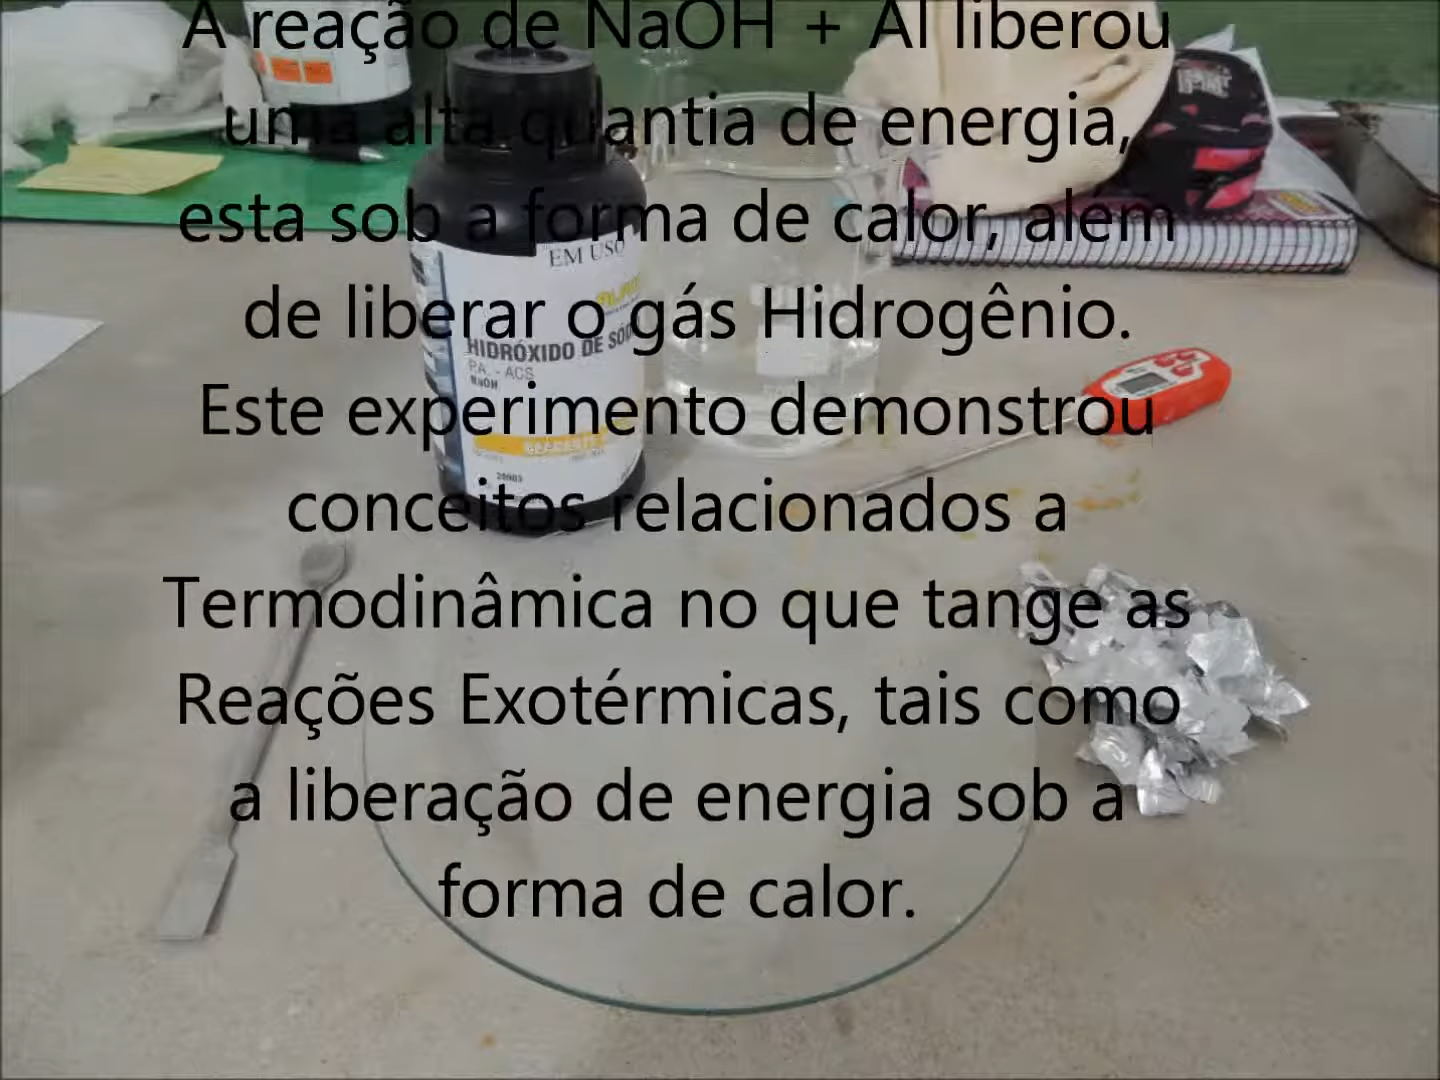 A reação de NaOH + Al liberou
uma alta quantia de energia,
esta sob a forma de calor, além
de liberar o gás Hidrogênio.
Este experimento demonstrou
conceitos relacionados a
Termodinâmica no que tange as
Reações Exotérmicas, tais como
a liberação de energia sob a
forma de calor.
EM USO
HIDRÓXIDO DE SÓD
P.A. - ACS
NaOH